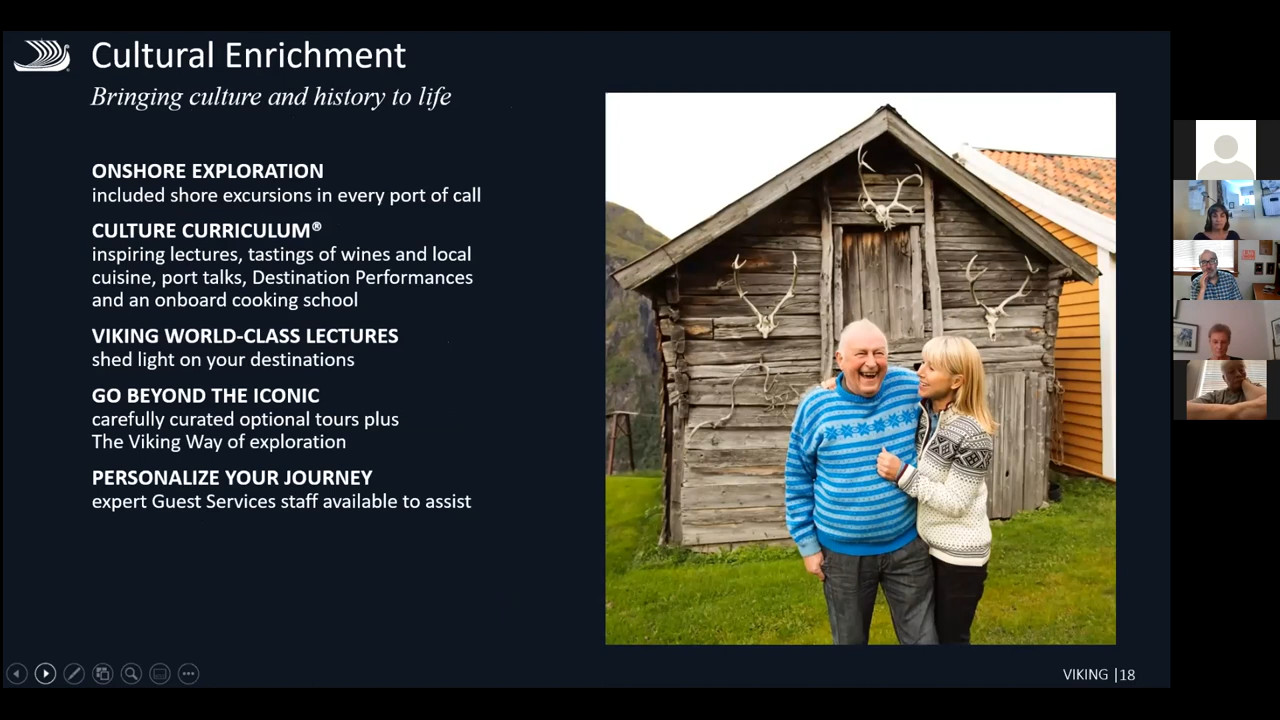 Cultural Enrichment
Bringing culture and history to life
ONSHORE EXPLORATION
included shore excursions in every port of call
CULTURE CURRICULUM®
inspiring lectures, tastings of wines and local
cuisine, port talks, Destination Performances
and an onboard cooking school
VIKING WORLD-CLASS LECTURES
shed light on your destinations
GO BEYOND THE ICONIC
carefully curated optional tours plus
The Viking Way of exploration
PERSONALIZE YOUR JOURNEY
expert Guest Services staff available to assist
VIKING | 18